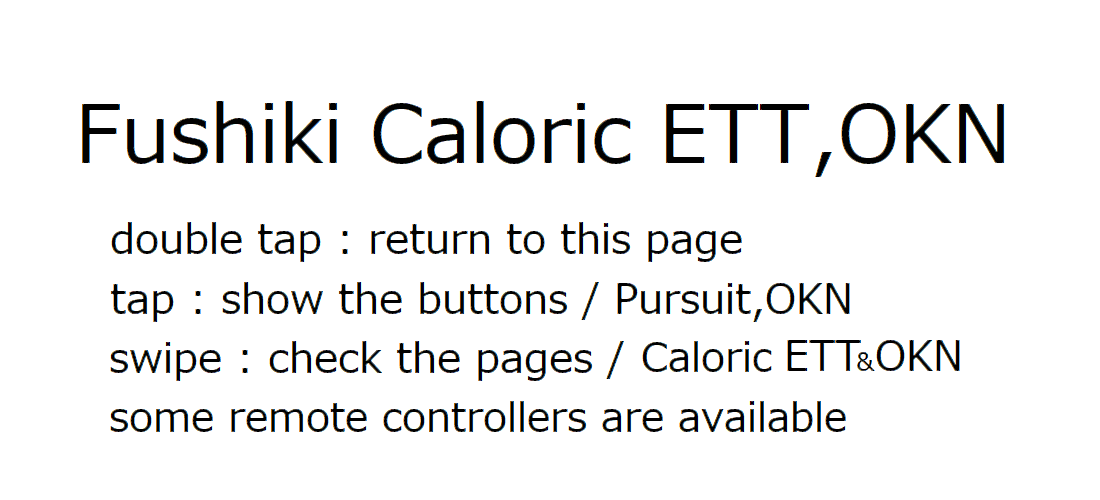 Fushiki Caloric ETT,OKN
double tap : return to this page
tap : show the buttons / Pursuit,OKN
swipe : check the pages / Caloric ETT&OKN
some remote controllers are available